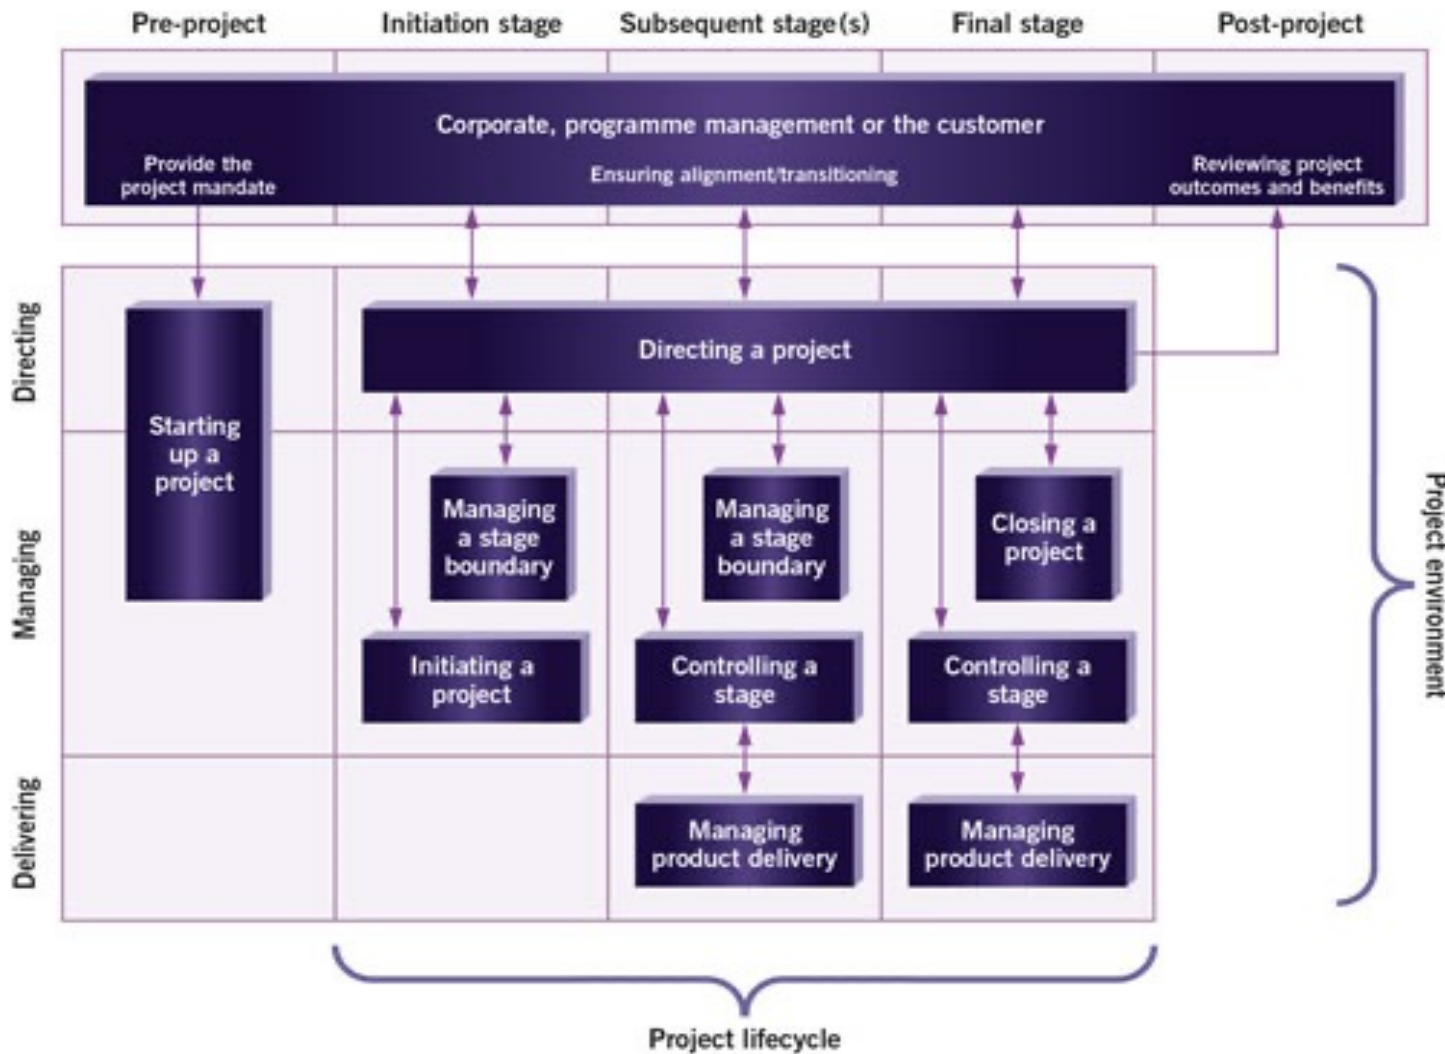 Pre-project
Initiation stage
Subsequent stage(s)
Final stage
Post-project
Corporate, programme management or the customer
Provide the
project mandate
Ensuring alignment/transitioning
Reviewing project
outcomes and benefits
Directing
Directing a project
Starting
up a
project
Managing
Managing
a stage
boundary
Managing
a stage
boundary
Closing a
project
Initiating a
project
Controlling a
stage
Controlling a
stage
Delivering
Managing
product delivery
Managing
product delivery
Project environment
Project lifecycle